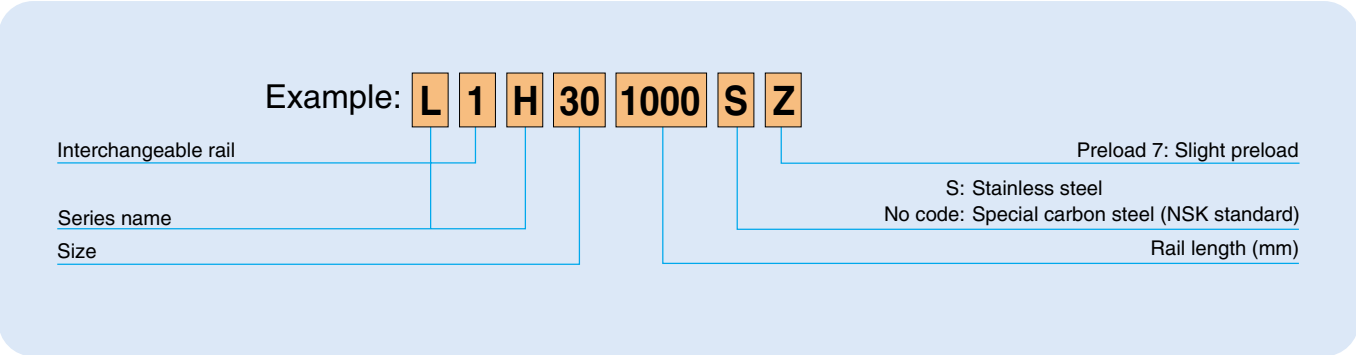 Example: L 1 H 30 1000 S Z
Interchangeable rail
Preload 7: Slight preload
S: Stainless steel
Series name
No code: Special carbon steel (NSK standard)
Size
Rail length (mm)